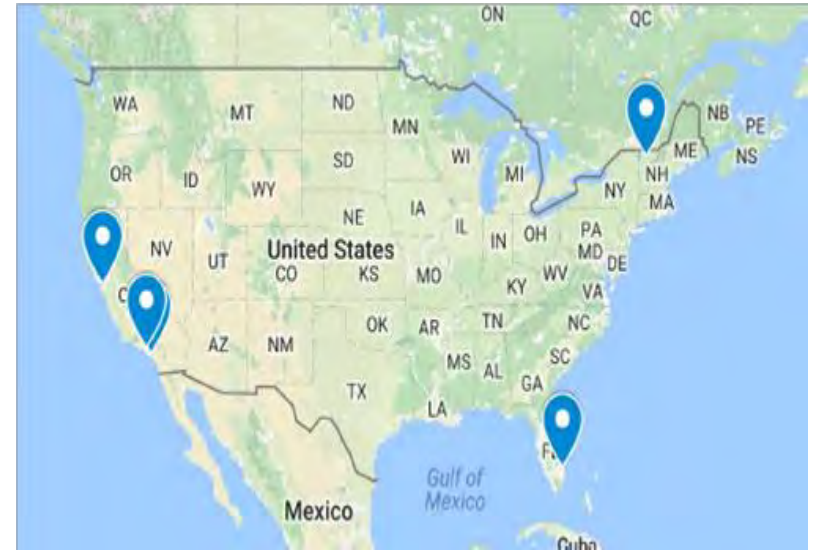 ON
QC
WA
MT
ND
MN
NB
PE
OR
ID
WY
SD
WI
MI
NY
NH
ME
NS
MA
NE
IA
IL
IN
OH
PA
MD
DE
NV
UT
United States
CO
KS
MO
KY
WV
VA
C
AZ
NM
OK
AR
TN
NC
TX
LA
MS
AL
GA
SC
F
Gulf of
Mexico
Mexico
Cuba